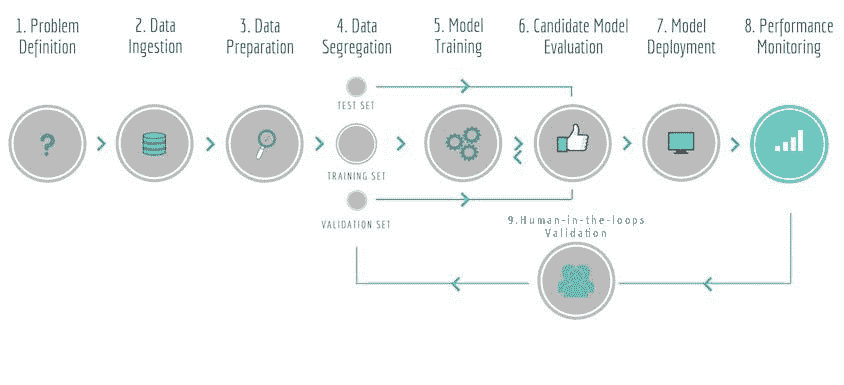 1. Problem
Definition
2. Data
Ingestion
3. Data
Preparation
4. Data
Segregation
5. Model
Training
6. Candidate Model
Evaluation
7. Model
Deployment
8. Performance
Monitoring
TEST SET
?
TRAINING SET
VALIDATION SET
9.Human-in-the-loops
Validation